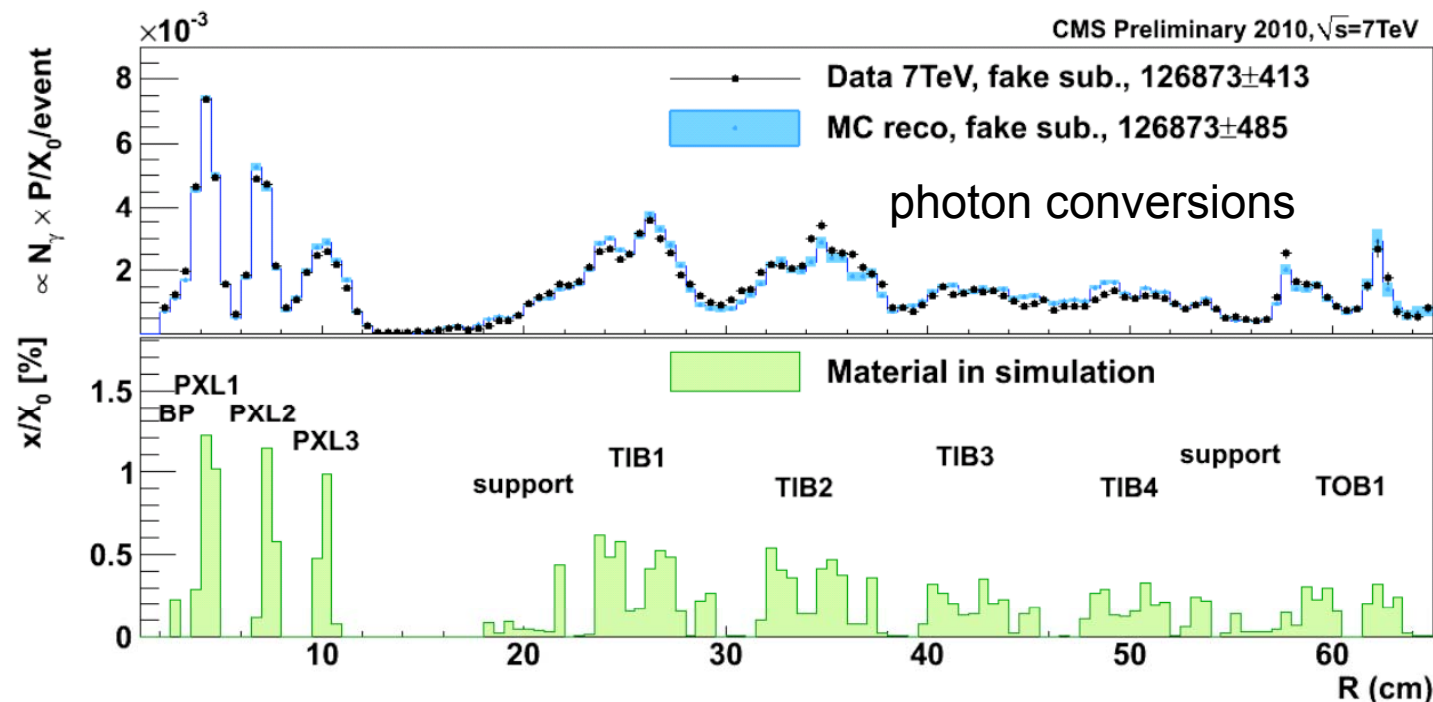 ×10⁻³
CMS Preliminary 2010, √s=7TeV
∝ Nγ × P/X₀/event
8
6
4
2
Data 7TeV, fake sub., 126873±413
MC reco, fake sub., 126873±485
photon conversions
x/X₀ [%]
1.5
1
0.5
0
Material in simulation
PXL1
BP PXL2
PXL3
support TIB1 TIB2 TIB3 TIB4 support TOB1
10 20 30 40 50 60
R (cm)